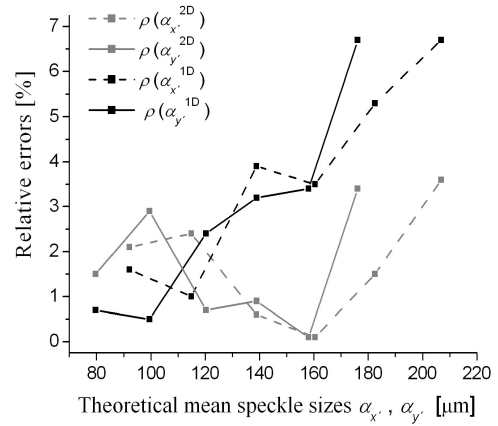 ρ(αx′2D)
ρ(αy′2D)
ρ(αx′1D)
ρ(αy′1D)
Relative errors [%]
7
6
5
4
3
2
1
0
80 100 120 140 160 180 200 220
Theoretical mean speckle sizes αx′, αy′ [μm]